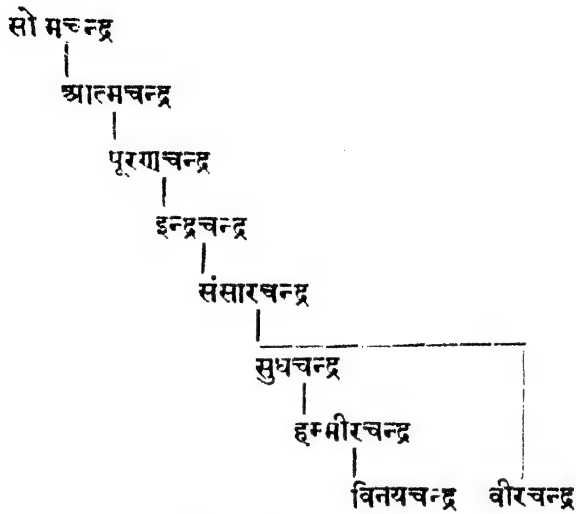 सोमचन्द्र
आत्मचन्द्र
पूरणचन्द्र
इन्द्रचन्द्र
संसारचन्द्र
सुधचन्द्र
हम्मीरचन्द्र
विनयचन्द्र वीरचन्द्र